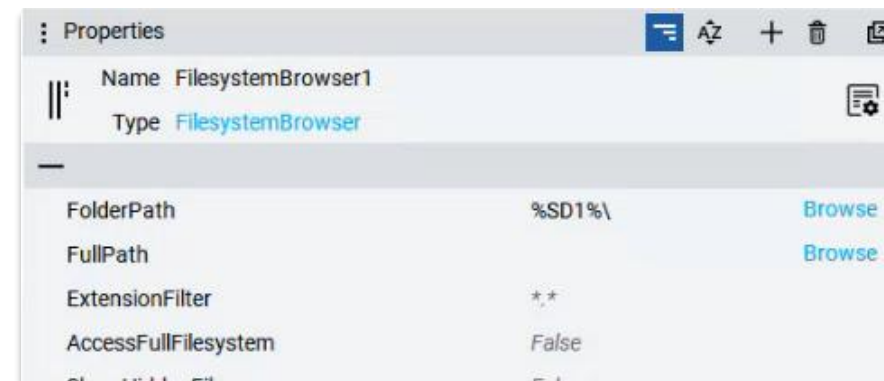 Properties
Name FilesystemBrowser1
Type FilesystemBrowser
FolderPath %SD1%\ Browse
FullPath Browse
ExtensionFilter *.*
AccessFullFilesystem False